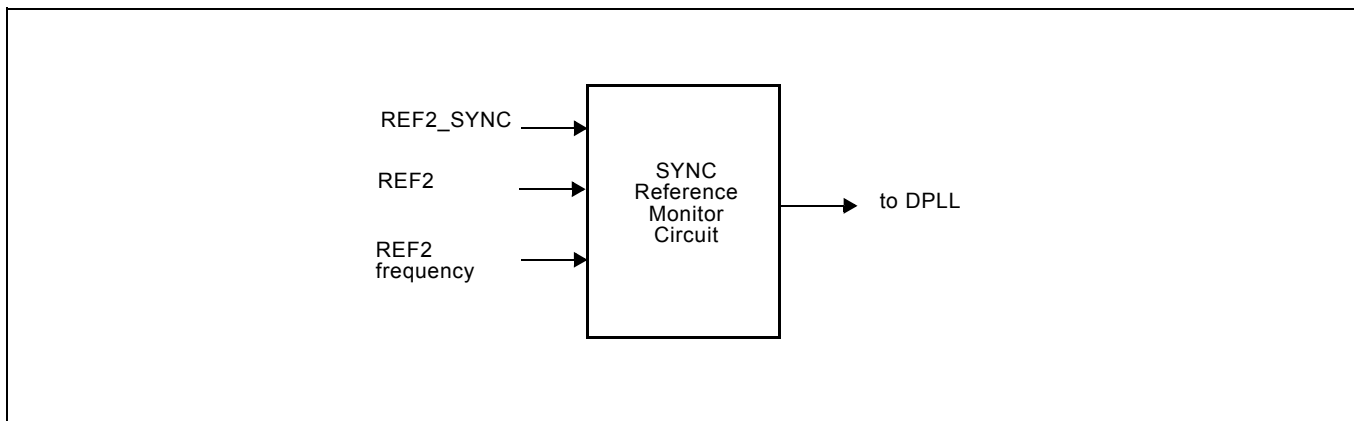 REF2_SYNC
REF2
REF2
frequency
SYNC
Reference
Monitor
Circuit
to DPLL